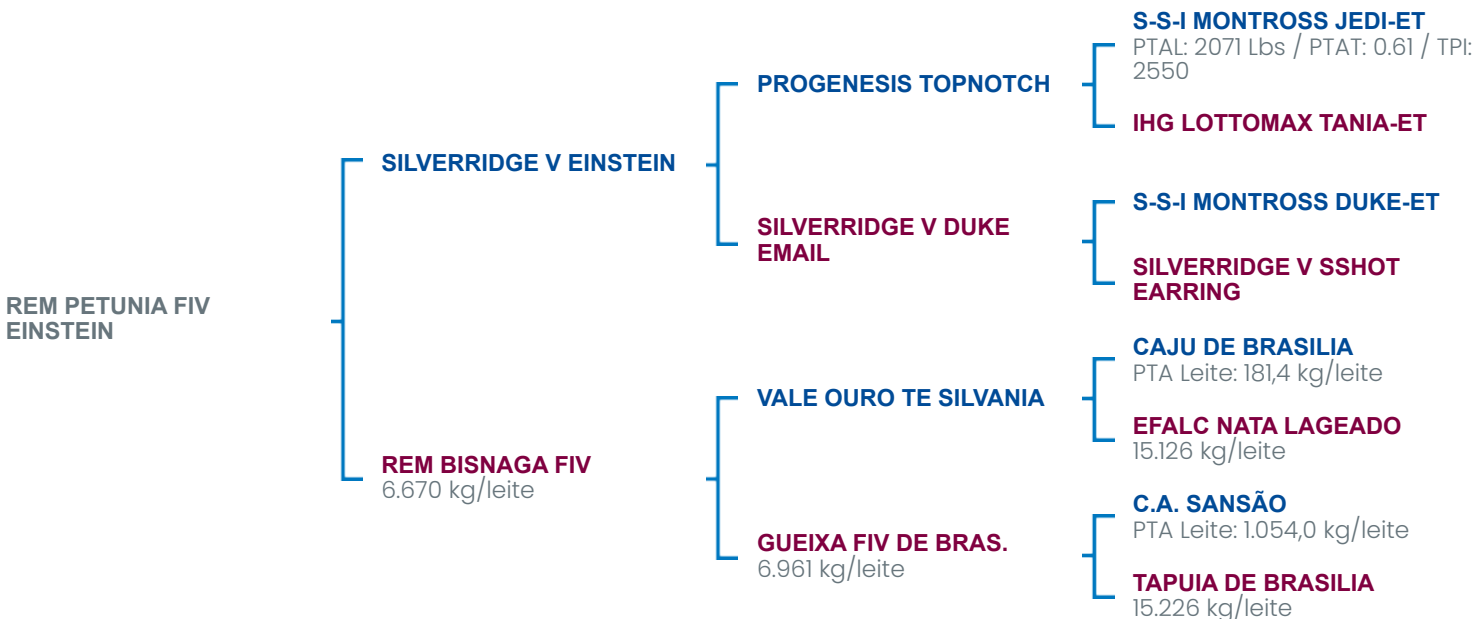 REM PETUNIA FIV
EINSTEIN
SILVERRIDGE V EINSTEIN
REM BISNAGA FIV
6.670 kg/leite
PROGENESIS TOPNOTCH
SILVERRIDGE V DUKE
EMAIL
VALE OURO TE SILVANIA
GUEIXA FIV DE BRAS.
6.961 kg/leite
S-S-I MONTROSS JEDI-ET
PTAL: 2071 Lbs / PTAT: 0.61 / TPI:
2550
IHG LOTTOMAX TANIA-ET
S-S-I MONTROSS DUKE-ET
SILVERRIDGE V SSHOT
EARRING
CAJU DE BRASILIA
PTA Leite: 181,4 kg/leite
EFALC NATA LAGEADO
15.126 kg/leite
C.A. SANSÃO
PTA Leite: 1.054,0 kg/leite
TAPUIA DE BRASILIA
15.226 kg/leite